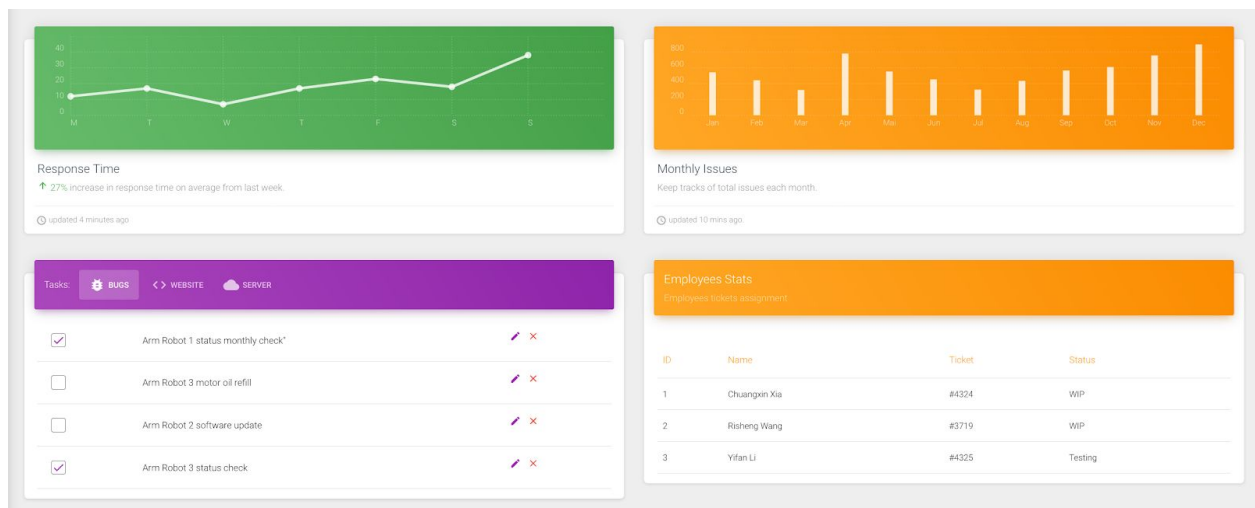 40
30
20
10
0
M T W T F S S
Response Time
27% increase in response time on average from last week.
updated 4 minutes ago
800
600
400
200
0
Jan Feb Mar Apr Mai Jun Jul Aug Sep Oct Nov Dec
Monthly Issues
Keep tracks of total issues each month.
updated 10 mins ago
Tasks: BUGS WEBSITE SERVER
Arm Robot 1 status monthly check"
Arm Robot 3 motor oil refill
Arm Robot 2 software update
Arm Robot 3 status check
Employees Stats
Employees tickets assignment
ID Name Ticket Status
1 Chuangxin Xia #4324 WIP
2 Risheng Wang #3719 WIP
3 Yifan Li #4325 Testing